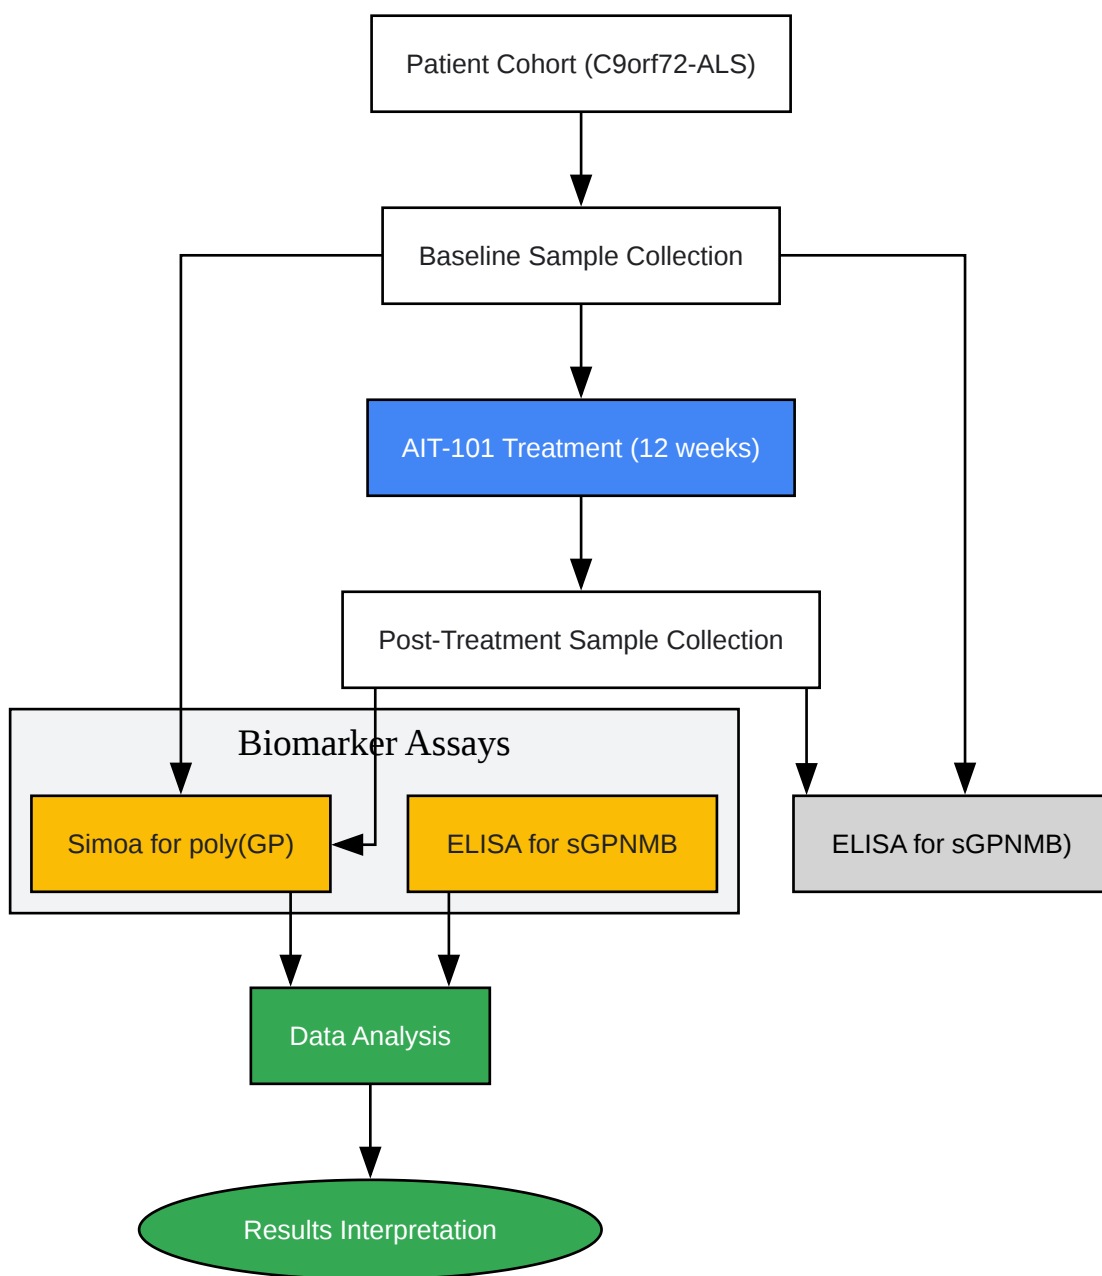 Patient Cohort (C9orf72-ALS)
Baseline Sample Collection
AIT-101 Treatment (12 weeks)
Post-Treatment Sample Collection
Biomarker Assays
Simoa for poly(GP)
ELISA for sGPNMB
ELISA for sGPNMB)
Data Analysis
Results Interpretation